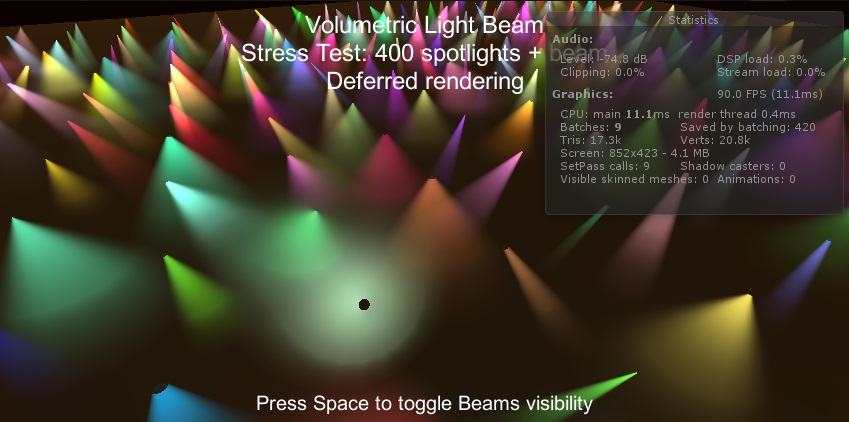 Volumetric Light Beam
Stress Test: 400 spotlights + beam
Deferred rendering
Statistics
Audio:
Level: -74.8 dB DSP load: 0.3%
Clipping: 0.0% Stream load: 0.0%
Graphics: 90.0 FPS (11.1ms)
CPU: main 11.1ms render thread 0.4ms
Batches: 9 Saved by batching: 420
Tris: 17.3k Verts: 20.8k
Screen: 852x423 - 4.1 MB
SetPass calls: 9 Shadow casters: 0
Visible skinned meshes: 0 Animations: 0
Press Space to toggle Beams visibility